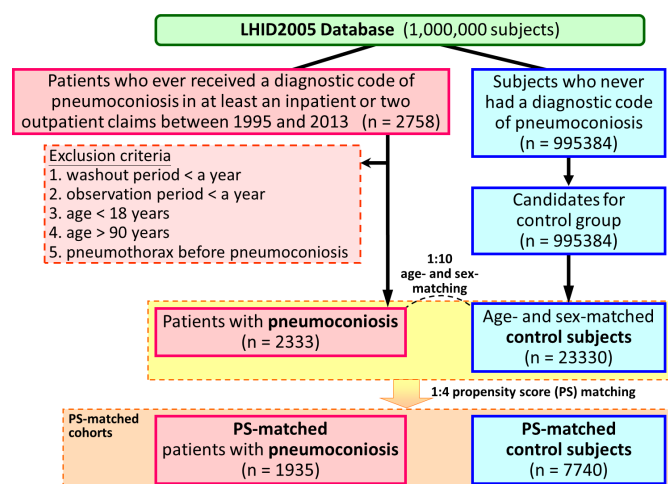 LHID2005 Database (1,000,000 subjects)
Patients who ever received a diagnostic code of
pneumoconiosis in at least an inpatient or two
outpatient claims between 1995 and 2013 (n = 2758)
Subjects who never
had a diagnostic code
of pneumoconiosis
(n = 995384)
Exclusion criteria
1. washout period < a year
2. observation period < a year
3. age < 18 years
4. age > 90 years
5. pneumothorax before pneumoconiosis
Candidates for
control group
(n = 995384)
1:10
age- and sex-
matching
Patients with pneumoconiosis
(n = 2333)
Age- and sex-matched
control subjects
(n = 23330)
1:4 propensity score (PS) matching
PS-matched
cohorts
PS-matched
patients with pneumoconiosis
(n = 1935)
PS-matched
control subjects
(n = 7740)